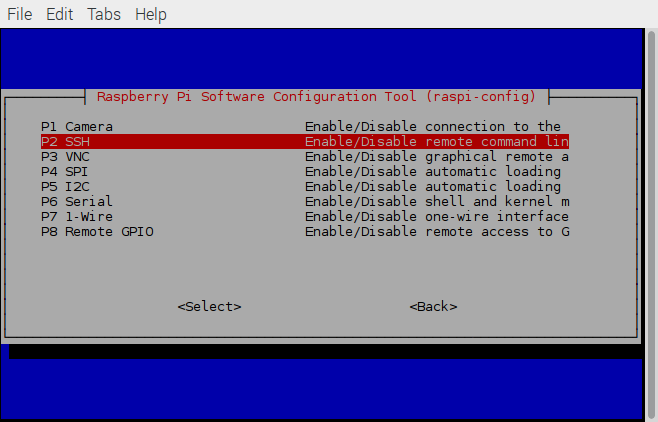 File Edit Tabs Help
Raspberry Pi Software Configuration Tool (raspi-config)
P1 Camera Enable/Disable connection to the
P2 SSH Enable/Disable remote command lin
P3 VNC Enable/Disable graphical remote a
P4 SPI Enable/Disable automatic loading
P5 I2C Enable/Disable automatic loading
P6 Serial Enable/Disable shell and kernel m
P7 1-Wire Enable/Disable one-wire interface
P8 Remote GPIO Enable/Disable remote access to G
<Select> <Back>